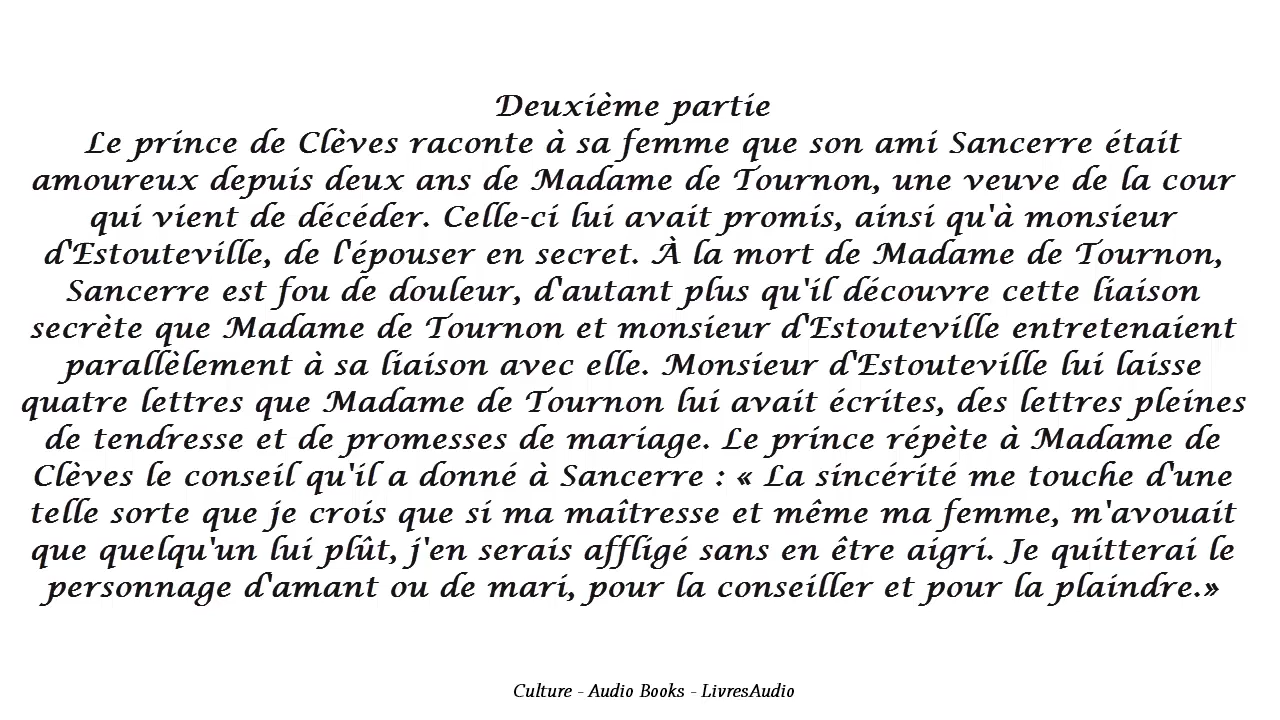 Deuxième partie
Le prince de Clèves raconte à sa femme que son ami Sancerre était
amoureux depuis deux ans de Madame de Tournon, une veuve de la cour
qui vient de décéder. Celle-ci lui avait promis, ainsi qu'à monsieur
d'Estouteville, de l'épouser en secret. À la mort de Madame de Tournon,
Sancerre est fou de douleur, d'autant plus qu'il découvre cette liaison
secrète que Madame de Tournon et monsieur d'Estouteville entretenaient
parallèlement à sa liaison avec elle. Monsieur d'Estouteville lui laisse
quatre lettres que Madame de Tournon lui avait écrites, des lettres pleines
de tendresse et de promesses de mariage. Le prince répète à Madame de
Clèves le conseil qu'il a donné à Sancerre : « La sincérité me touche d'une
telle sorte que je crois que si ma maîtresse et même ma femme, m'avouait
que quelqu'un lui plût, j'en serais affligé sans en être aigri. Je quitterai le
personnage d'amant ou de mari, pour la conseiller et pour la plaindre.»
Culture - Audio Books - LivresAudio